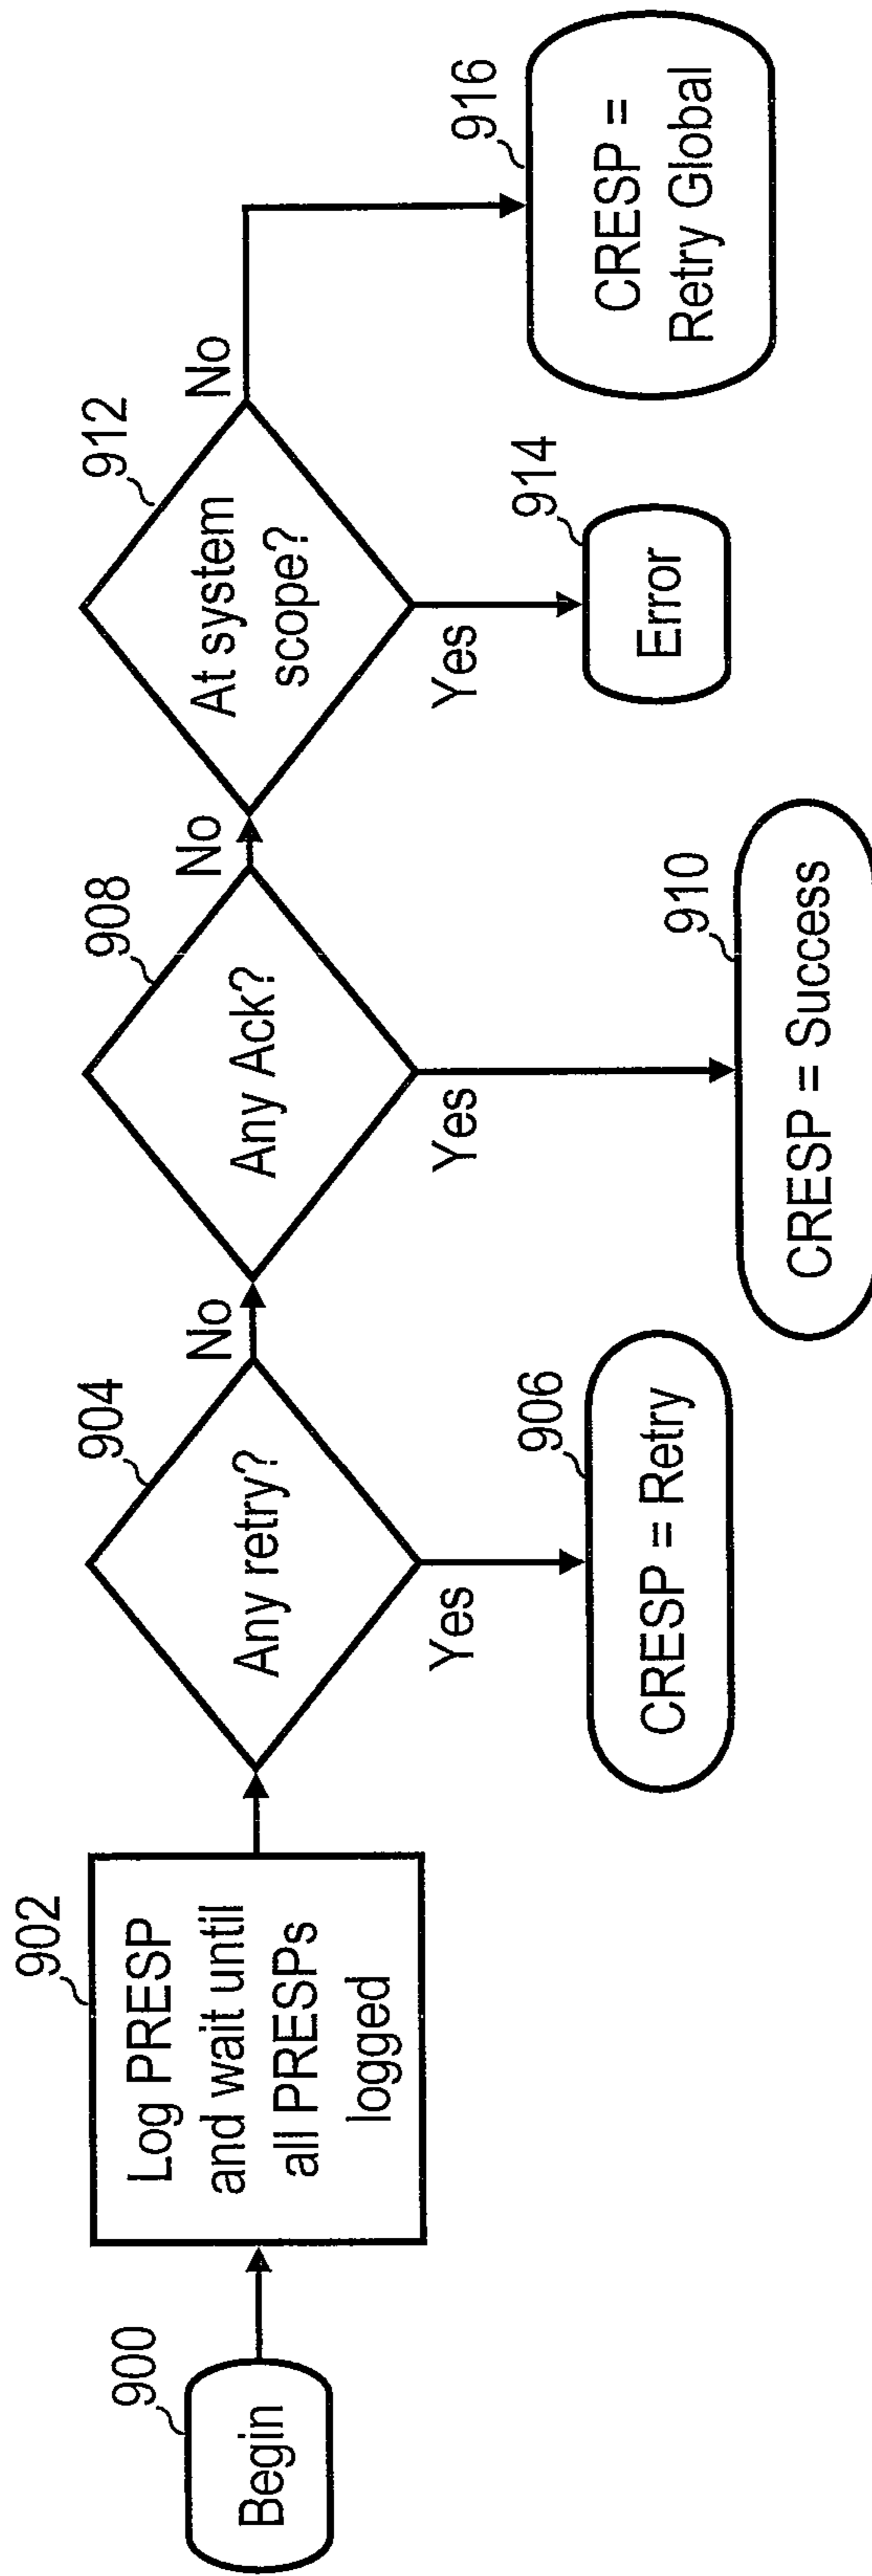 900
Begin
902
Log PRESP
and wait until
all PRESPs
logged
904
Any retry?
No
Yes
906
CRESP = Retry
908
Any Ack?
No
Yes
910
CRESP = Success
912
At system
scope?
No
Yes
914
Error
916
CRESP =
Retry Global